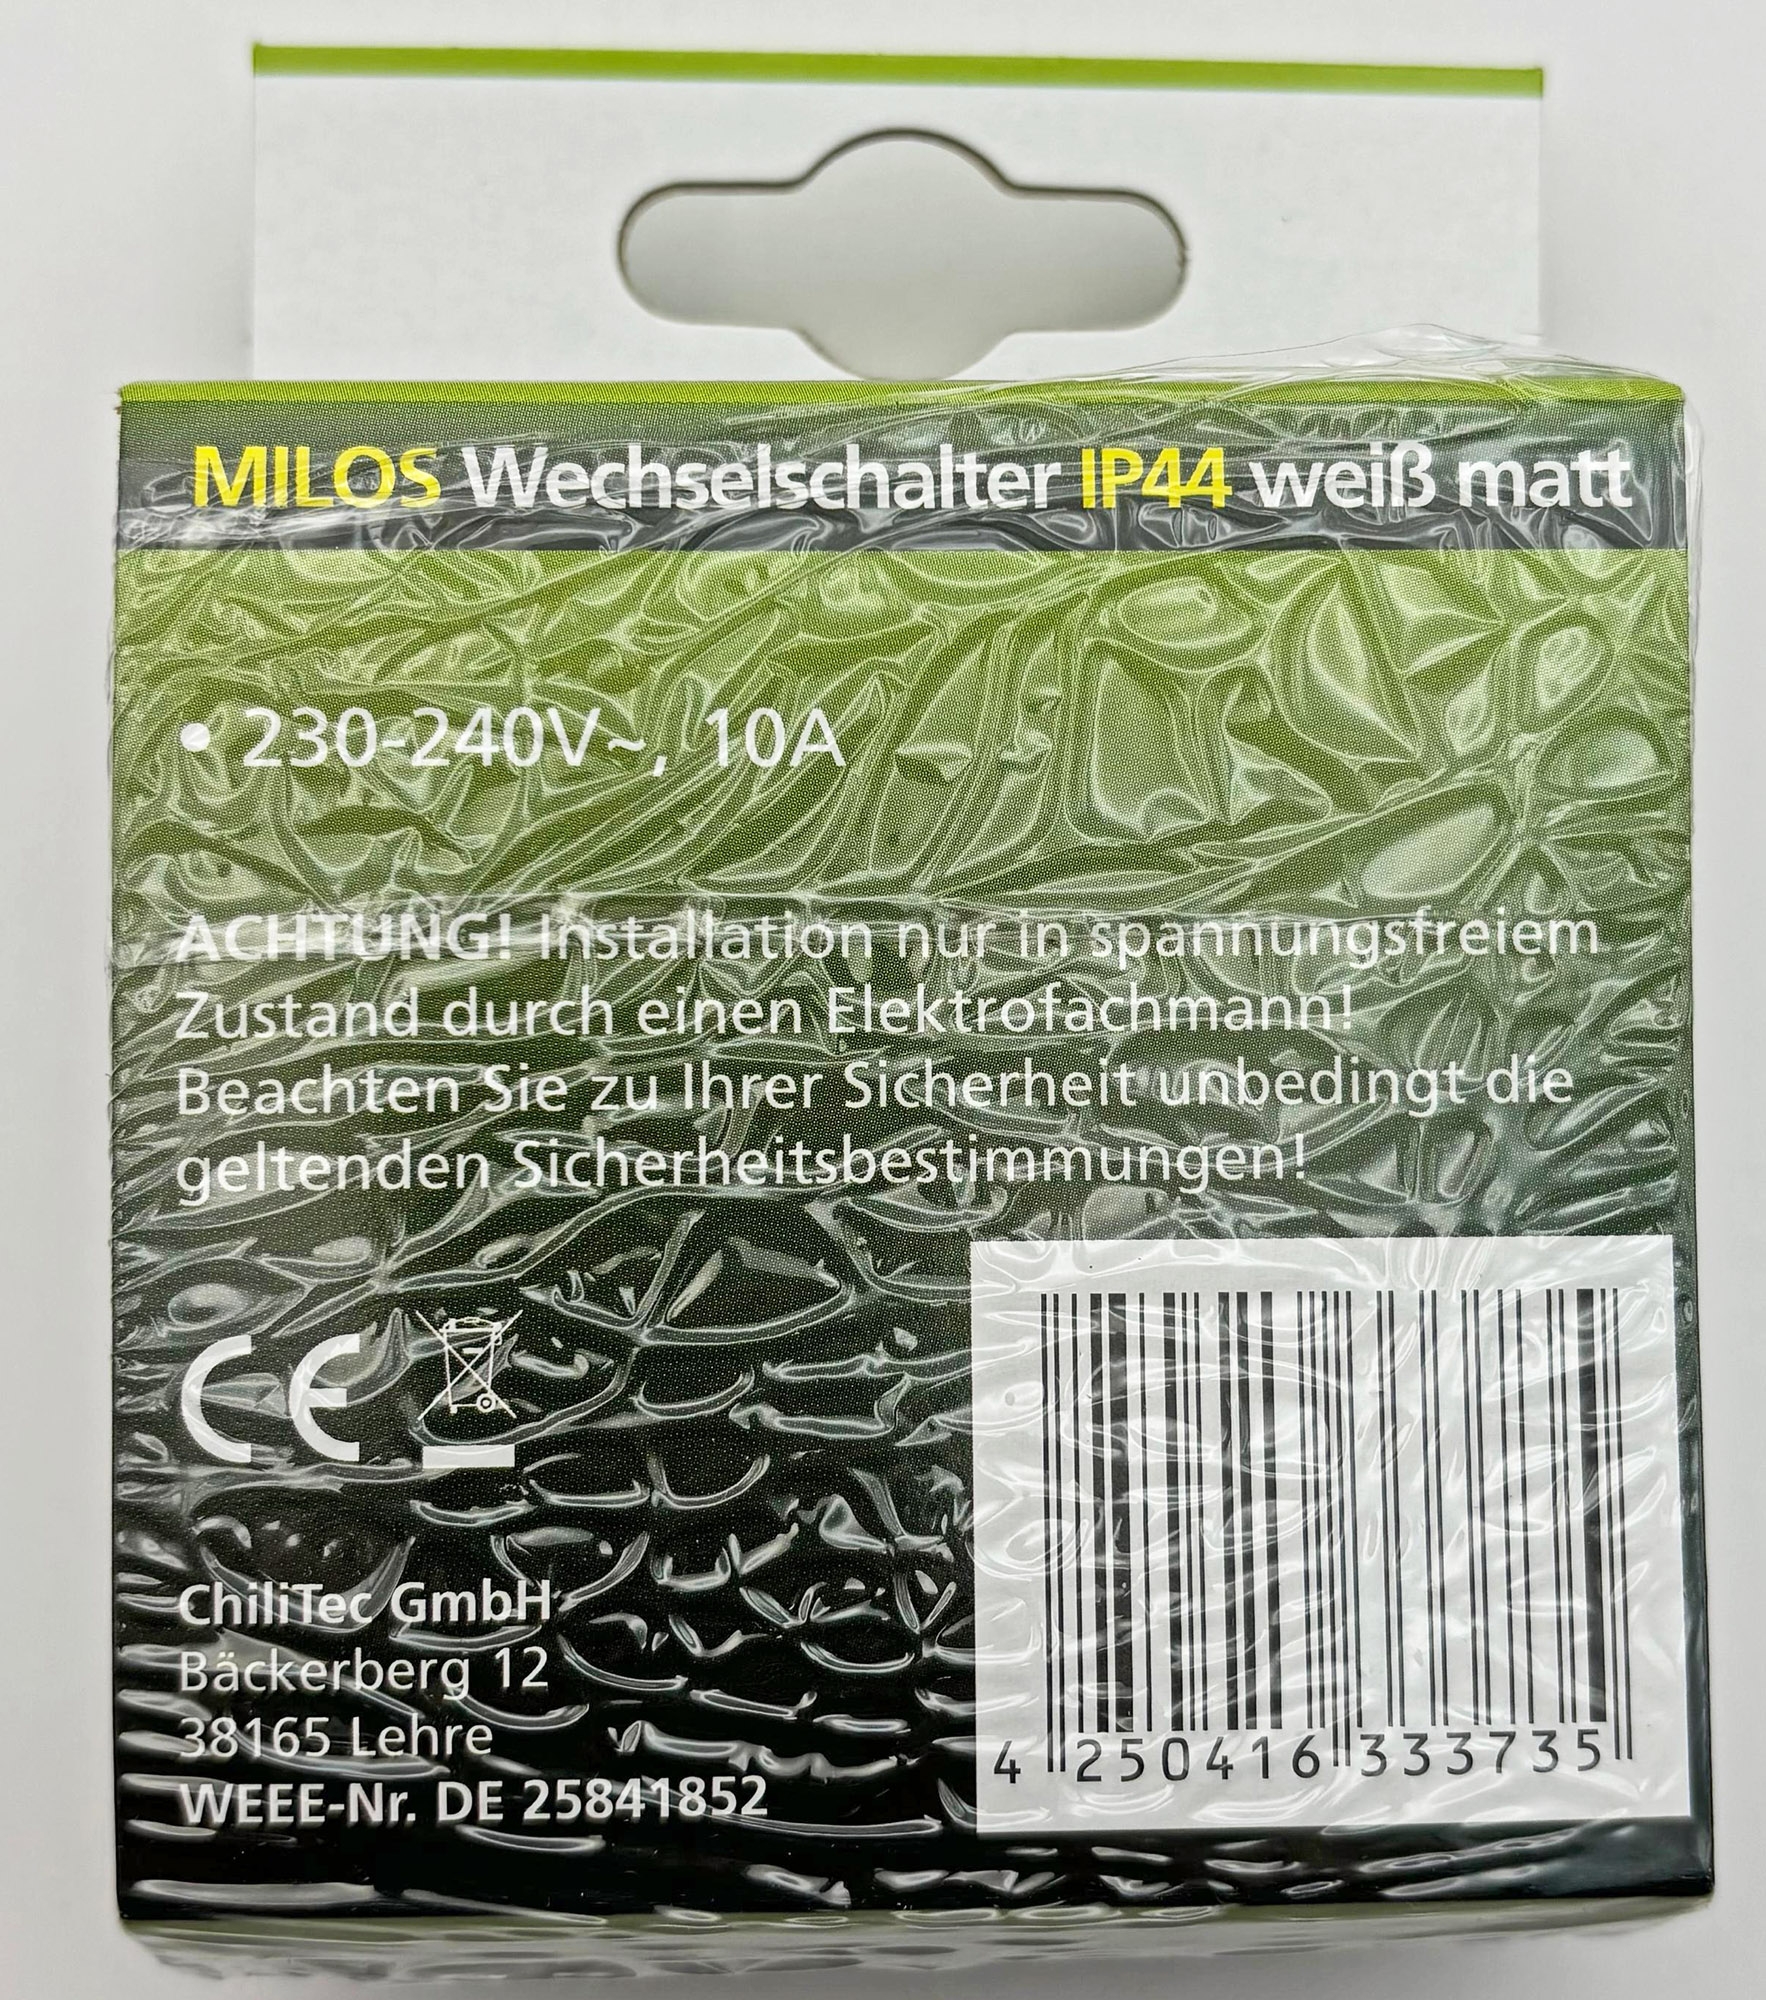 MILOS Wechselschalter IP44 weiß matt
• 230-240V~, 10A
ACHTUNG! Installation nur in spannungsfreiem
Zustand durch einen Elektrofachmann!
Beachten Sie zu Ihrer Sicherheit unbedingt die
geltenden Sicherheitsbestimmungen!
CE
ChiliTec GmbH
Bäckerberg 12
38165 Lehre
WEEE-Nr. DE 25841852
4 250416 333735